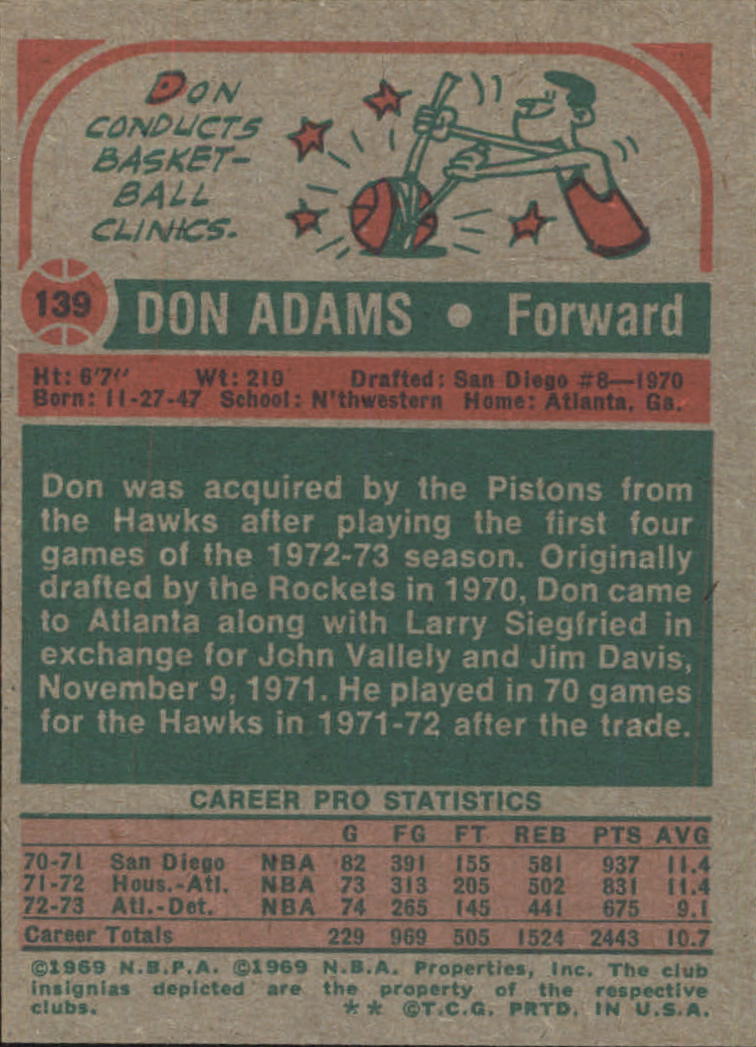 DON
CONDUCTS
BASKET-
BALL
CLINICS.
139 DON ADAMS • Forward
Ht: 6'7" Wt: 210 Drafted: San Diego #8—1970
Born: 11-27-47 School: N'thwestern Home: Atlanta, Ga.
Don was acquired by the Pistons from
the Hawks after playing the first four
games of the 1972-73 season. Originally
drafted by the Rockets in 1970, Don came
to Atlanta along with Larry Siegfried in
exchange for John Vallely and Jim Davis,
November 9, 1971. He played in 70 games
for the Hawks in 1971-72 after the trade.
CAREER PRO STATISTICS
G FG FT REB PTS AVG
70-71 San Diego NBA 82 391 155 581 937 11.4
71-72 Hous.-Atl. NBA 73 313 205 502 831 11.4
72-73 Atl.-Det. NBA 74 265 145 441 675 9.1
Career Totals 229 969 505 1524 2443 10.7
©1969 N.B.P.A. ©1969 N.B.A. Properties, Inc. The club
insignias depicted are the property of the respective
clubs. ** ©T.C.G. PRTD. IN U.S.A.